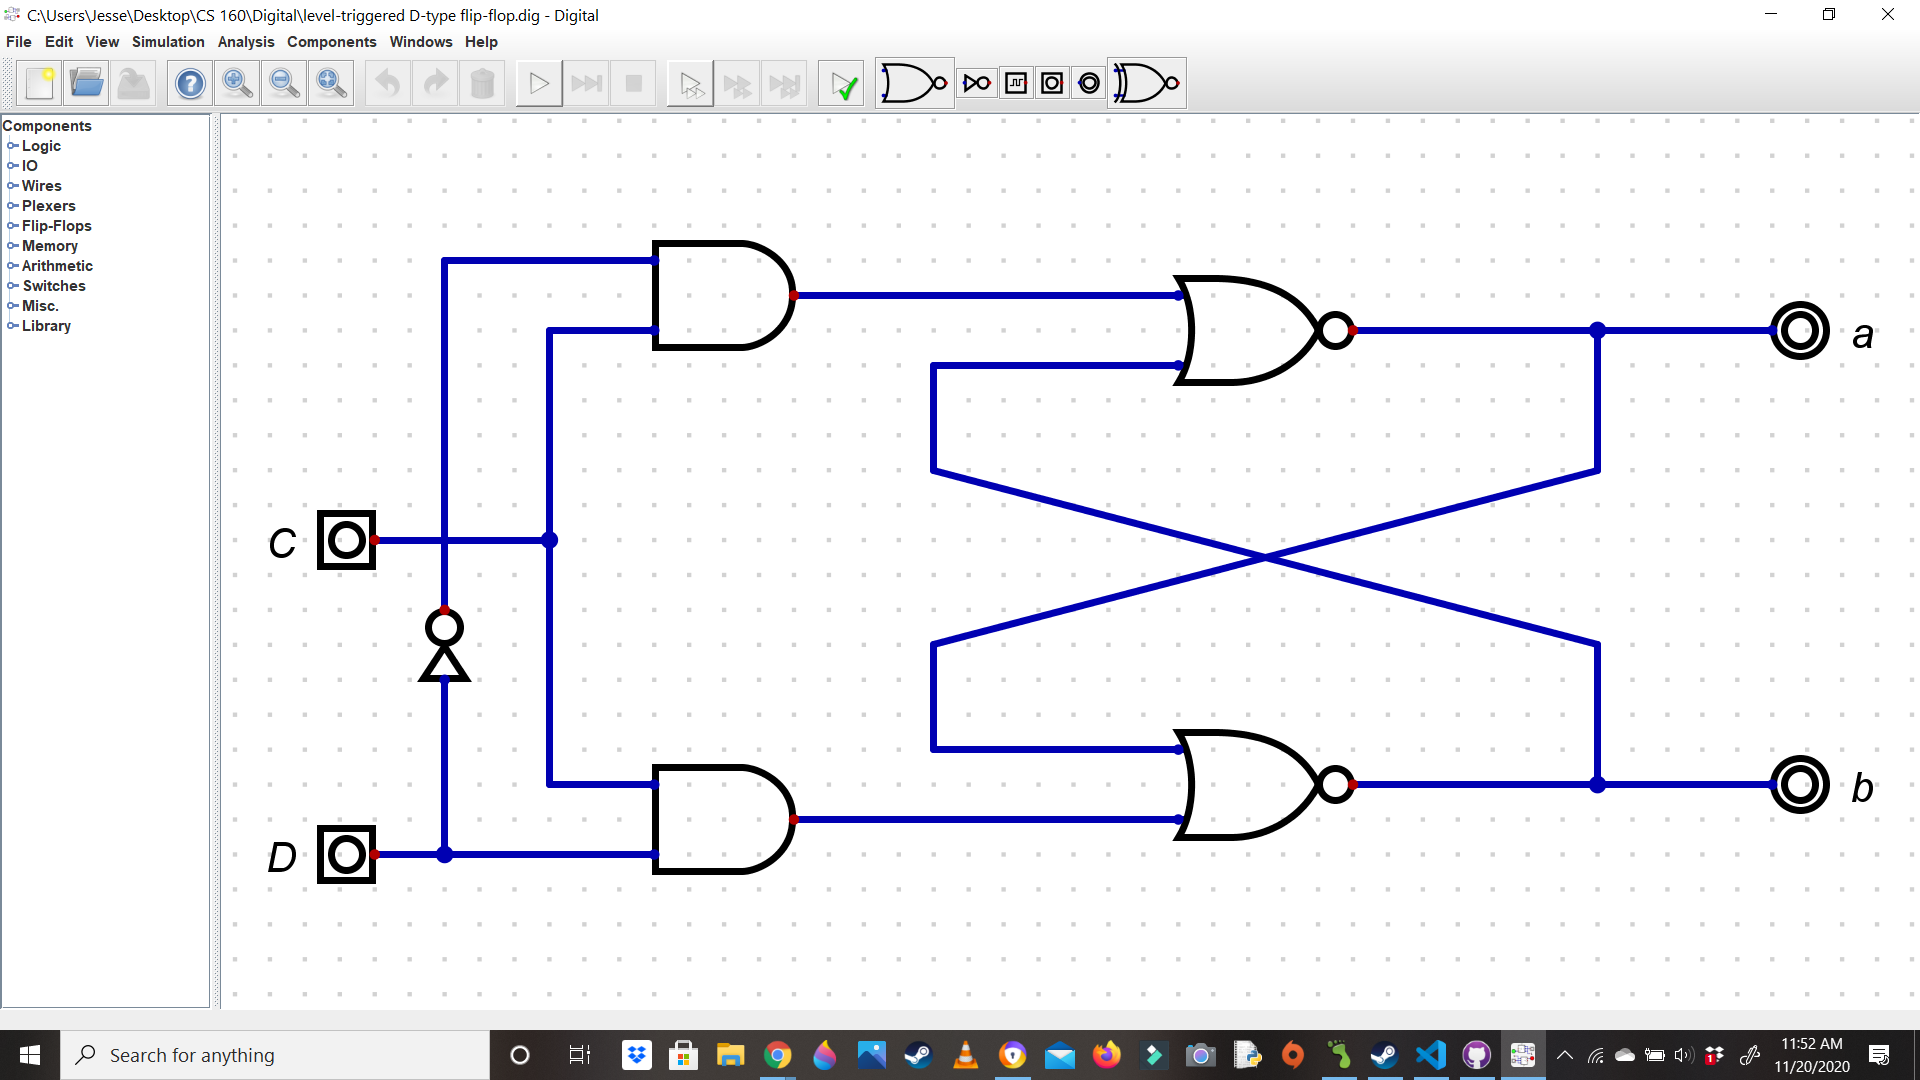 C:\Users\Jesse\Desktop\CS 160\Digital\level-triggered D-type flip-flop.dig - Digital
File Edit View Simulation Analysis Components Windows Help
Components
Logic
IO
Wires
Plexers
Flip-Flops
Memory
Arithmetic
Switches
Misc.
Library
a
C
b
D
Search for anything
1
11:52 AM
11/20/2020